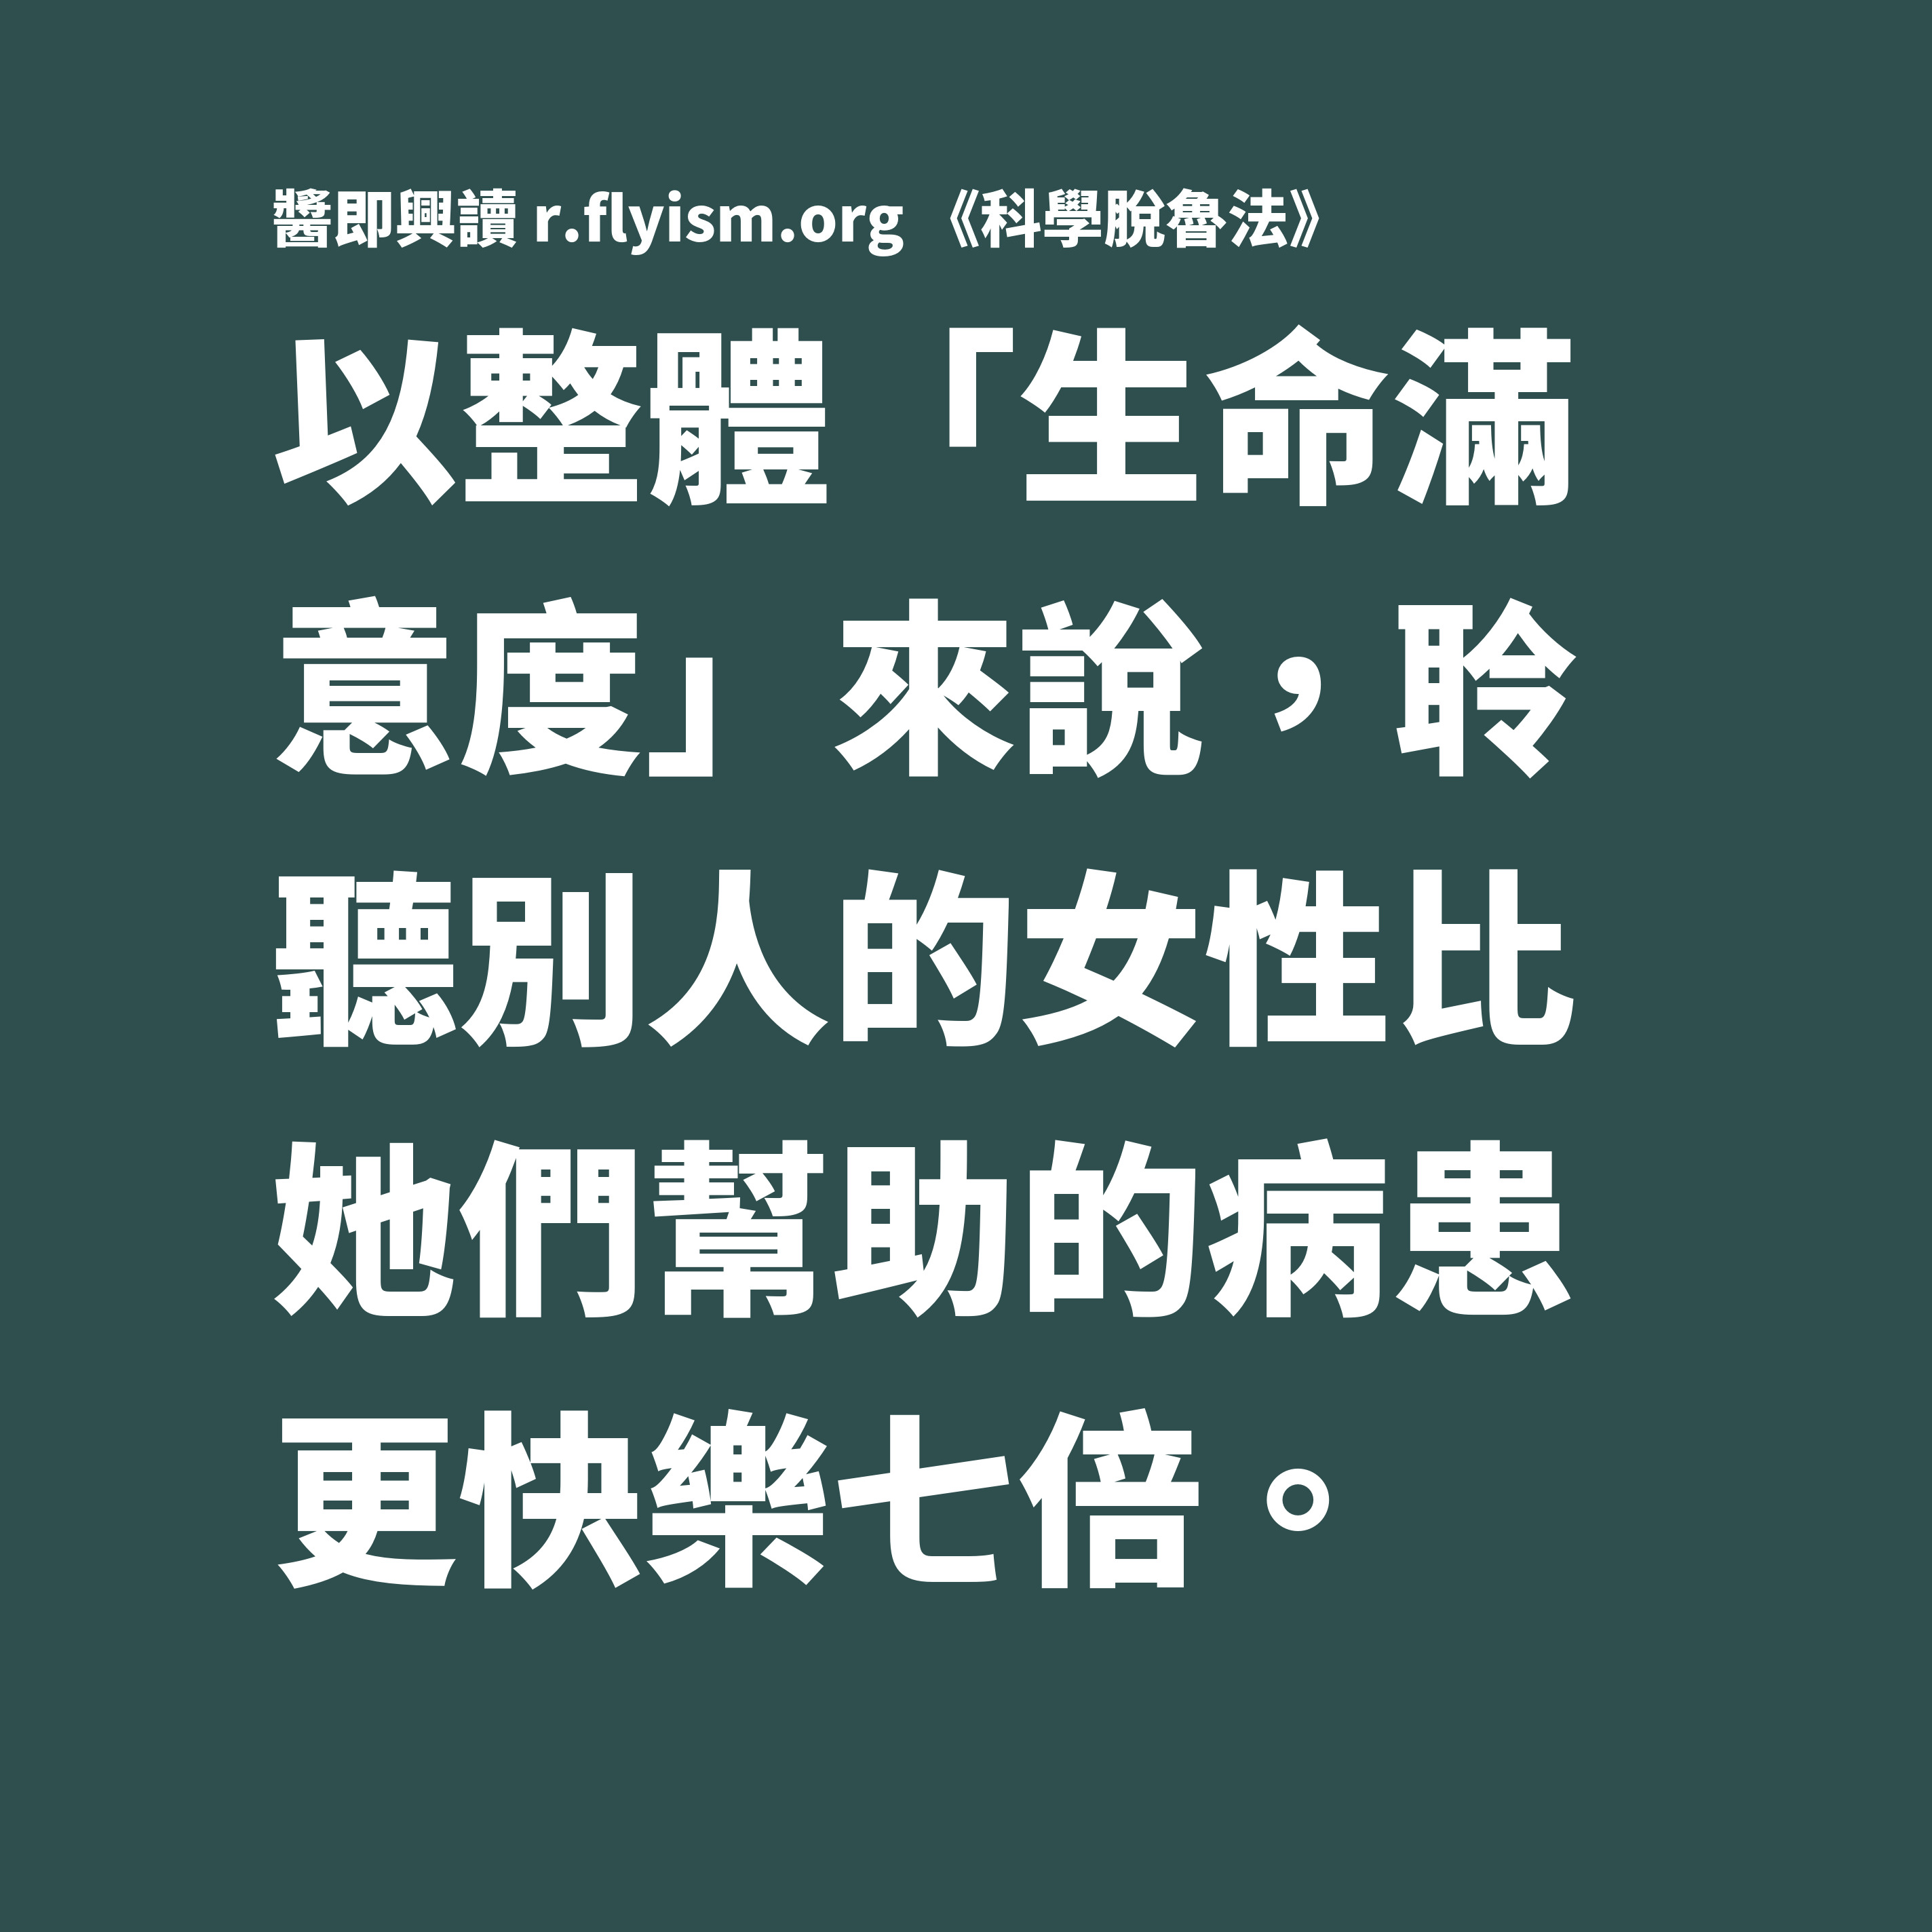 獒即興讀 r.flyism.org 《科學脫魯法》
以整體「生命滿
意度」來說，聆
聽別人的女性比
她們幫助的病患
更快樂七倍。